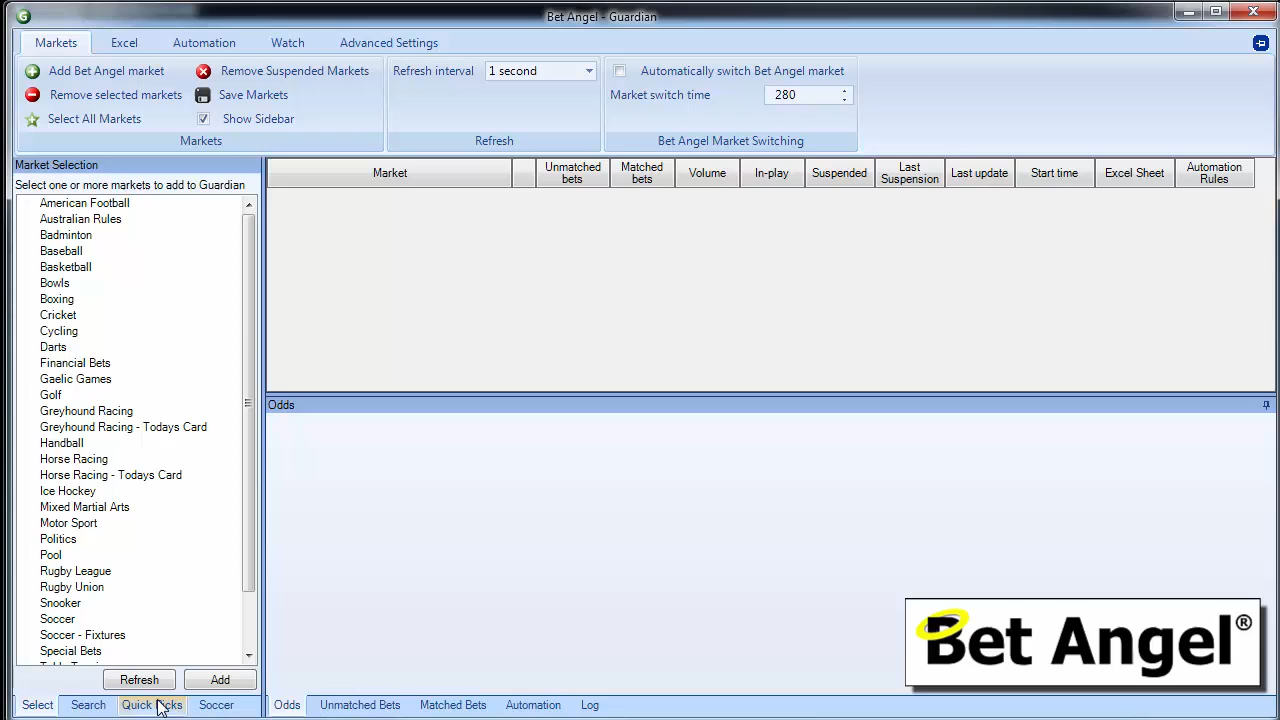 G
Bet Angel - Guardian
Markets Excel Automation Watch Advanced Settings
Add Bet Angel market Remove Suspended Markets Refresh interval 1 second Automatically switch Bet Angel market
Remove selected markets Save Markets Market switch time 280
Select All Markets Show Sidebar
Markets Refresh Bet Angel Market Switching
Market Selection
Select one or more markets to add to Guardian
American Football
Australian Rules
Badminton
Baseball
Basketball
Bowls
Boxing
Cricket
Cycling
Darts
Financial Bets
Gaelic Games
Golf
Greyhound Racing
Greyhound Racing - Todays Card
Handball
Horse Racing
Horse Racing - Todays Card
Ice Hockey
Mixed Martial Arts
Motor Sport
Politics
Pool
Rugby League
Rugby Union
Snooker
Soccer
Soccer - Fixtures
Special Bets
Refresh Add
Select Search Quick Soccer
Market Unmatched bets Matched bets Volume In-play Suspended Last Suspension Last update Start time Excel Sheet Automation Rules
Odds
Bet Angel®
Odds Unmatched Bets Matched Bets Automation Log